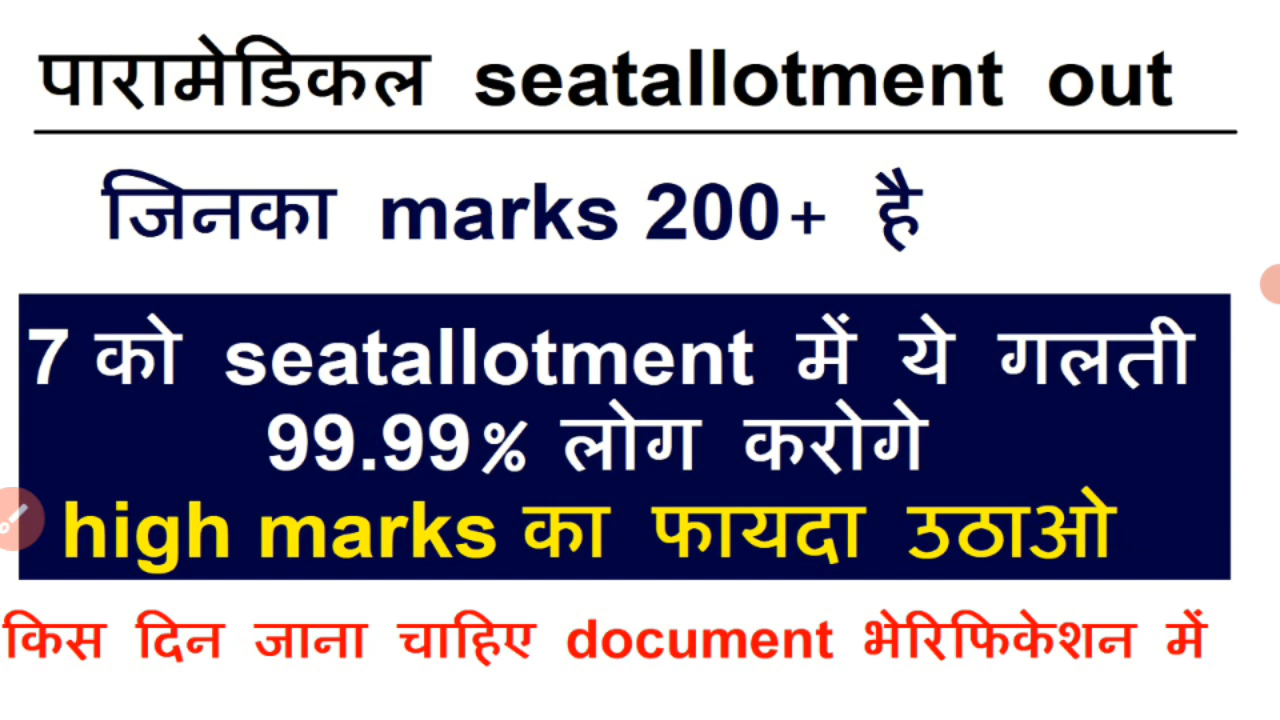 पारामेडिकल seatallotment out
जिनका marks 200+ है
7 को seatallotment में ये गलती
99.99% लोग करोगे
high marks का फायदा उठाओ
किस दिन जाना चाहिए document भेरिफिकेशन में